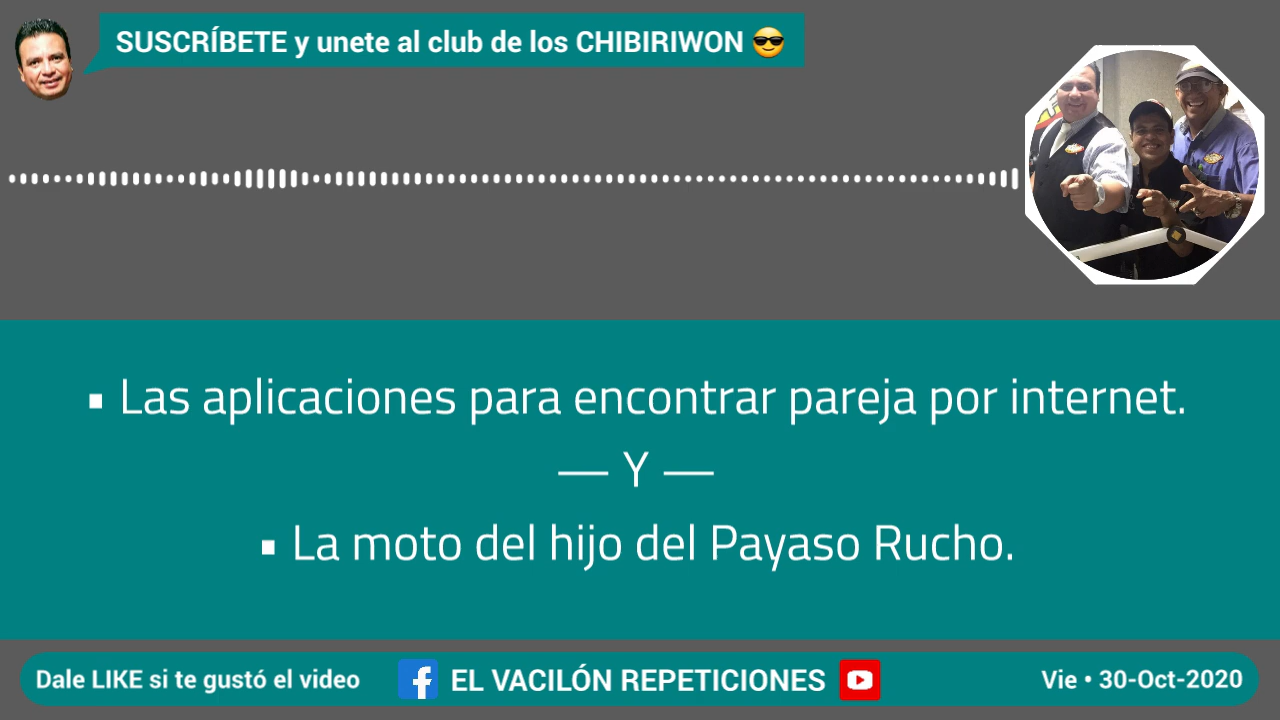 SUSCRÍBETE y unete al club de los CHIBIRIWON 😎
▪ Las aplicaciones para encontrar pareja por internet.
— Y —
▪ La moto del hijo del Payaso Rucho.
Dale LIKE si te gustó el video
EL VACILÓN REPETICIONES
Vie • 30-Oct-2020